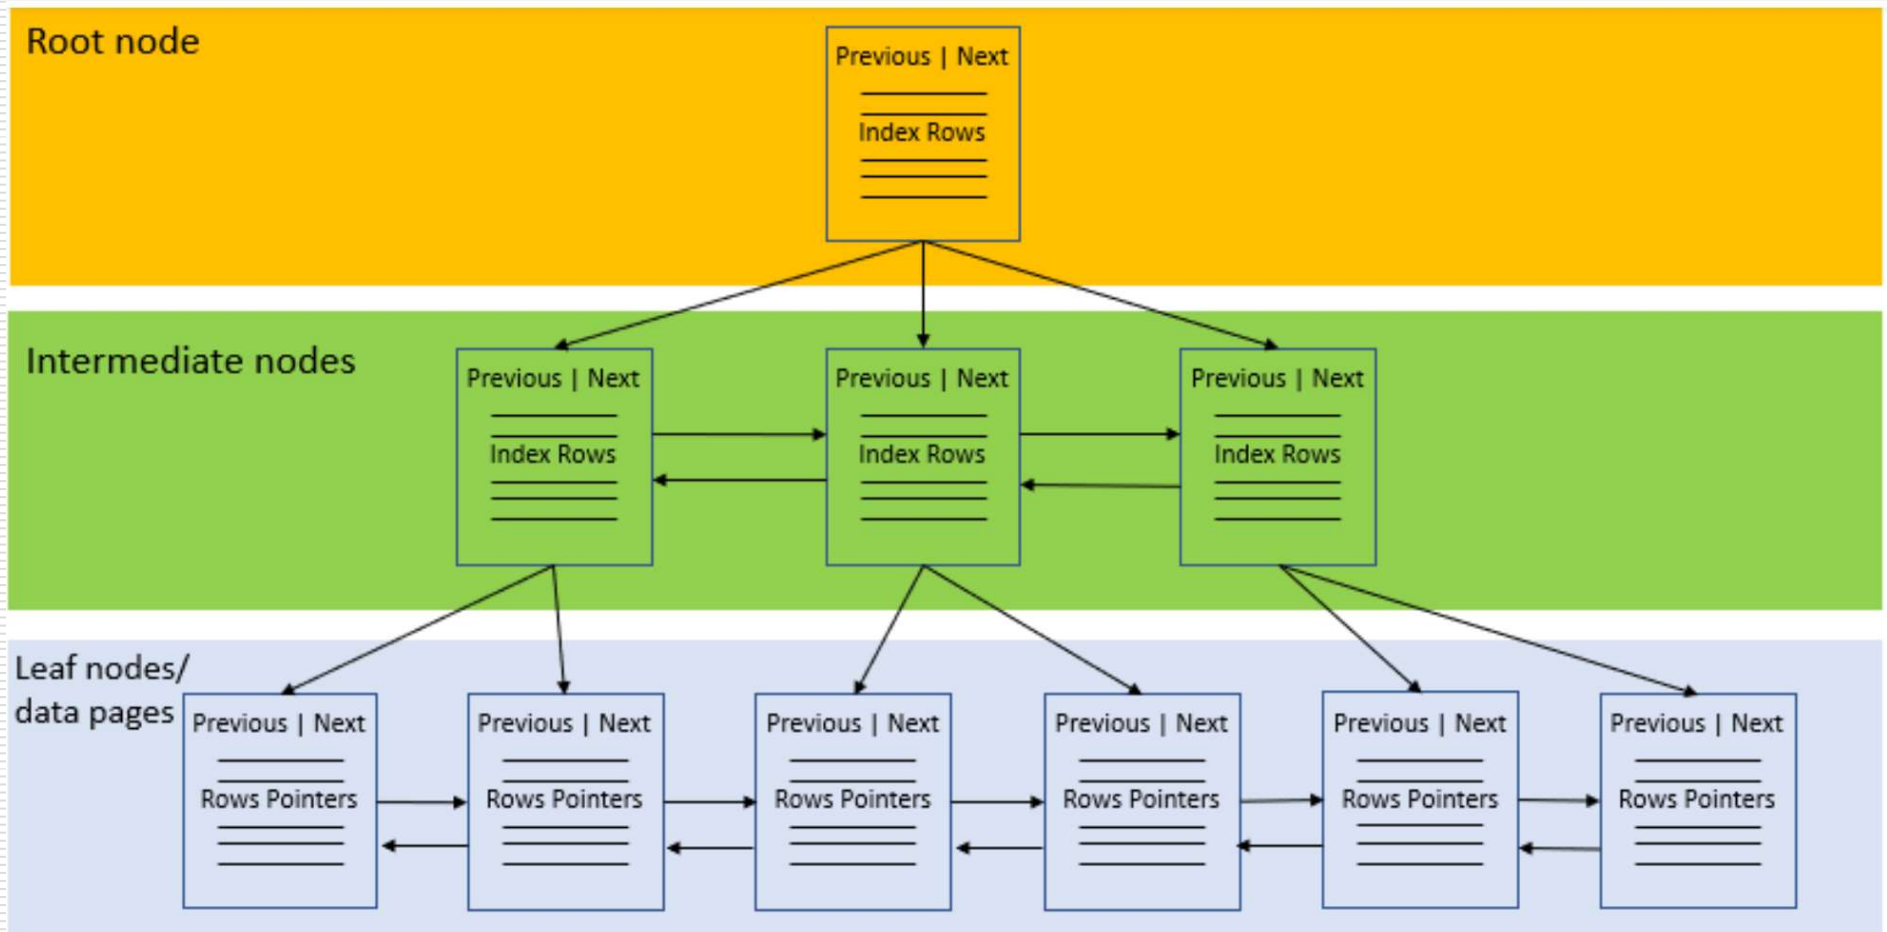 Root node
Previous | Next
Index Rows
Intermediate nodes
Previous | Next
Index Rows
Previous | Next
Index Rows
Previous | Next
Index Rows
Leaf nodes/
data pages
Previous | Next
Rows Pointers
Previous | Next
Rows Pointers
Previous | Next
Rows Pointers
Previous | Next
Rows Pointers
Previous | Next
Rows Pointers
Previous | Next
Rows Pointers